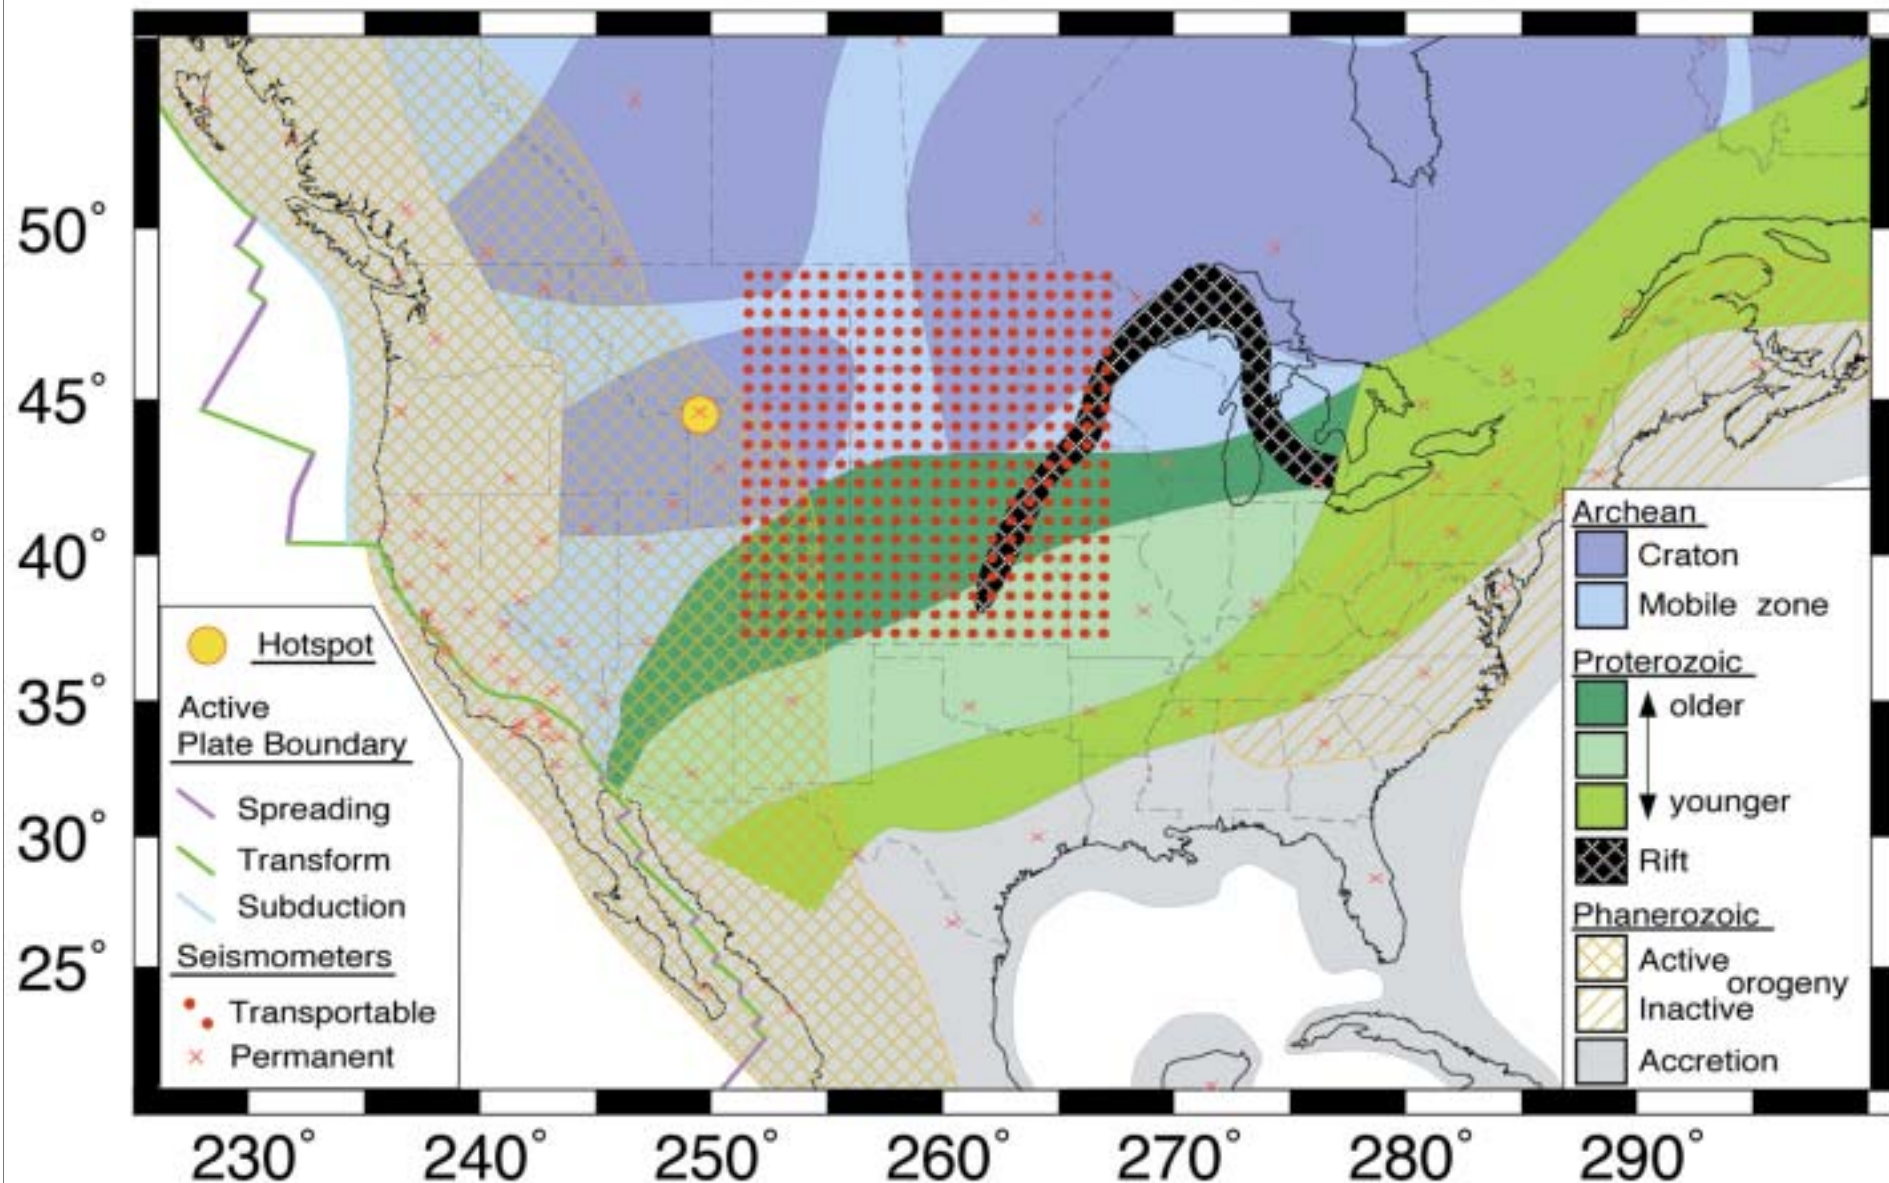 50°
45°
40°
35°
30°
25°
230°
240°
250°
260°
270°
280°
290°
Hotspot
Active
Plate Boundary
Spreading
Transform
Subduction
Seismometers
Transportable
Permanent
Archean
Craton
Mobile zone
Proterozoic
older
younger
Rift
Phanerozoic
Active
orogeny
Inactive
Accretion